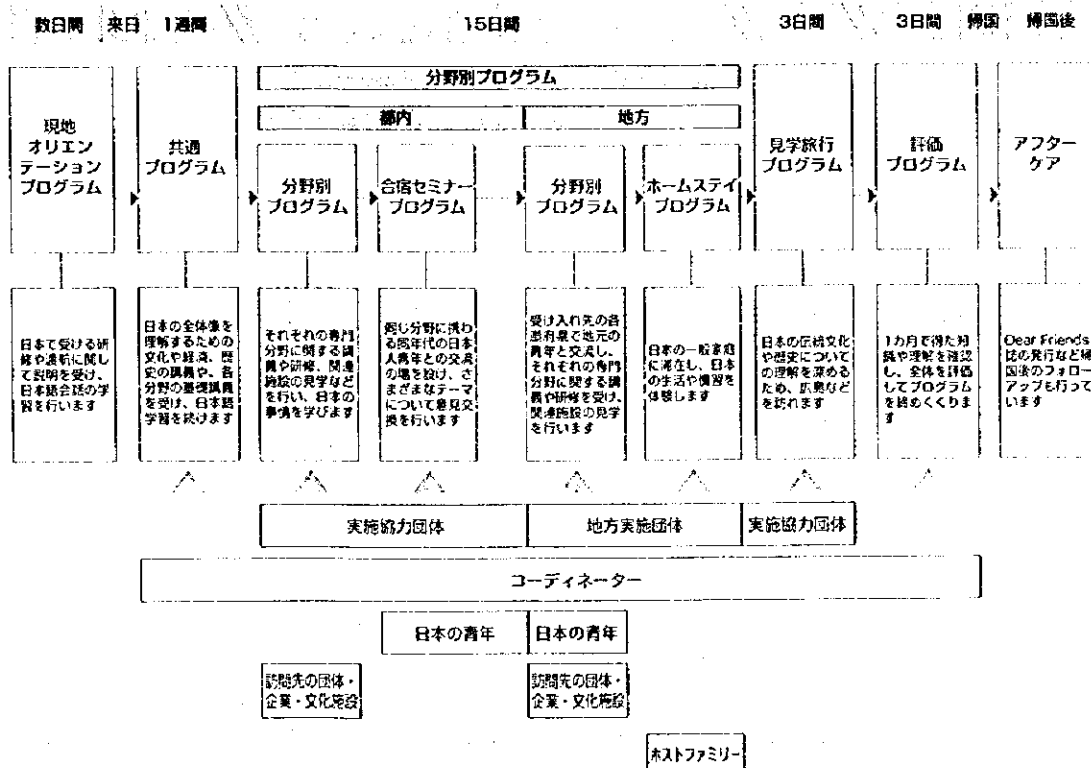 数日間 来日 1週間 15日間 3日間 3日間 帰国 帰国後
分野別プログラム
都内 地方
現地
オリエン
テーション
プログラム
共通
プログラム
分野別
プログラム
合宿セミナー
プログラム
分野別
プログラム
ホームステイ
プログラム
見学旅行
プログラム
評価
プログラム
アフター
ケア
日本で受ける研
修や渡航に関し
て説明を受け、
日本語会話の学
習を行います
日本の全体像を
理解するための
文化や経済、歴
史の講義や、各
分野の基礎講義
を受け、日本語
学習を続けます
それぞれの専門
分野に関する講
義や研修、関連
施設の見学など
を行い、日本の
事情を学びます
同じ分野に携わ
る同年代の日本
人青年との交流
の場を設け、さ
まざまなテーマ
について意見交
換を行います
受け入れ先の各
道府県で地元の
青年と交流し、
それぞれの専門
分野に関する講
義や研修を受け、
関連施設の見学
を行います
日本の一般家庭
に滞在し、日本
の生活や慣習を
体験します
日本の伝統文化
や歴史について
の理解を深める
ため、広島など
を訪れます
1カ月で得た知
識や理解を確認
し、全体を評価
してプログラム
を締めくくりま
す
Dear Friends
誌の発行など帰
国後のフォロー
アップも行って
います
実施協力団体 地方実施団体 実施協力団体
コーディネーター
日本の青年 日本の青年
訪問先の団体・
企業・文化施設
訪問先の団体・
企業・文化施設
ホストファミリー